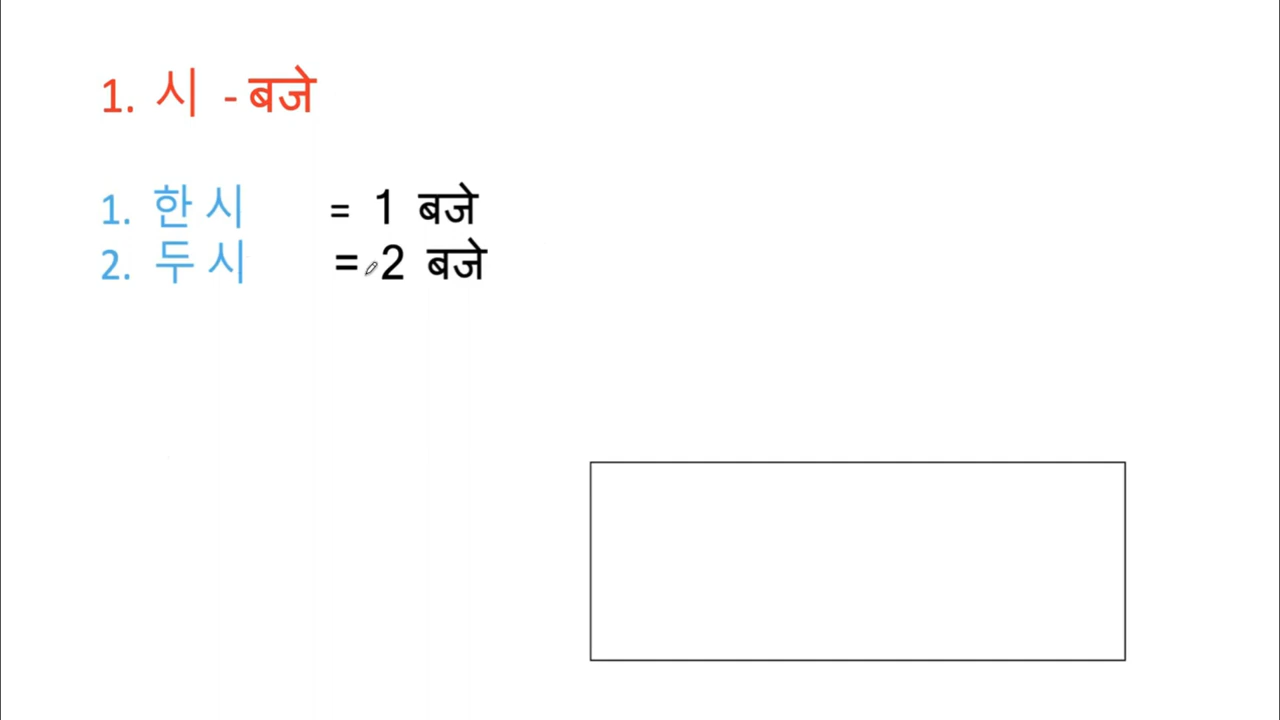 1. 시 - बजे
1. 한 시 = 1 बजे
2. 두 시 = 2 बजे